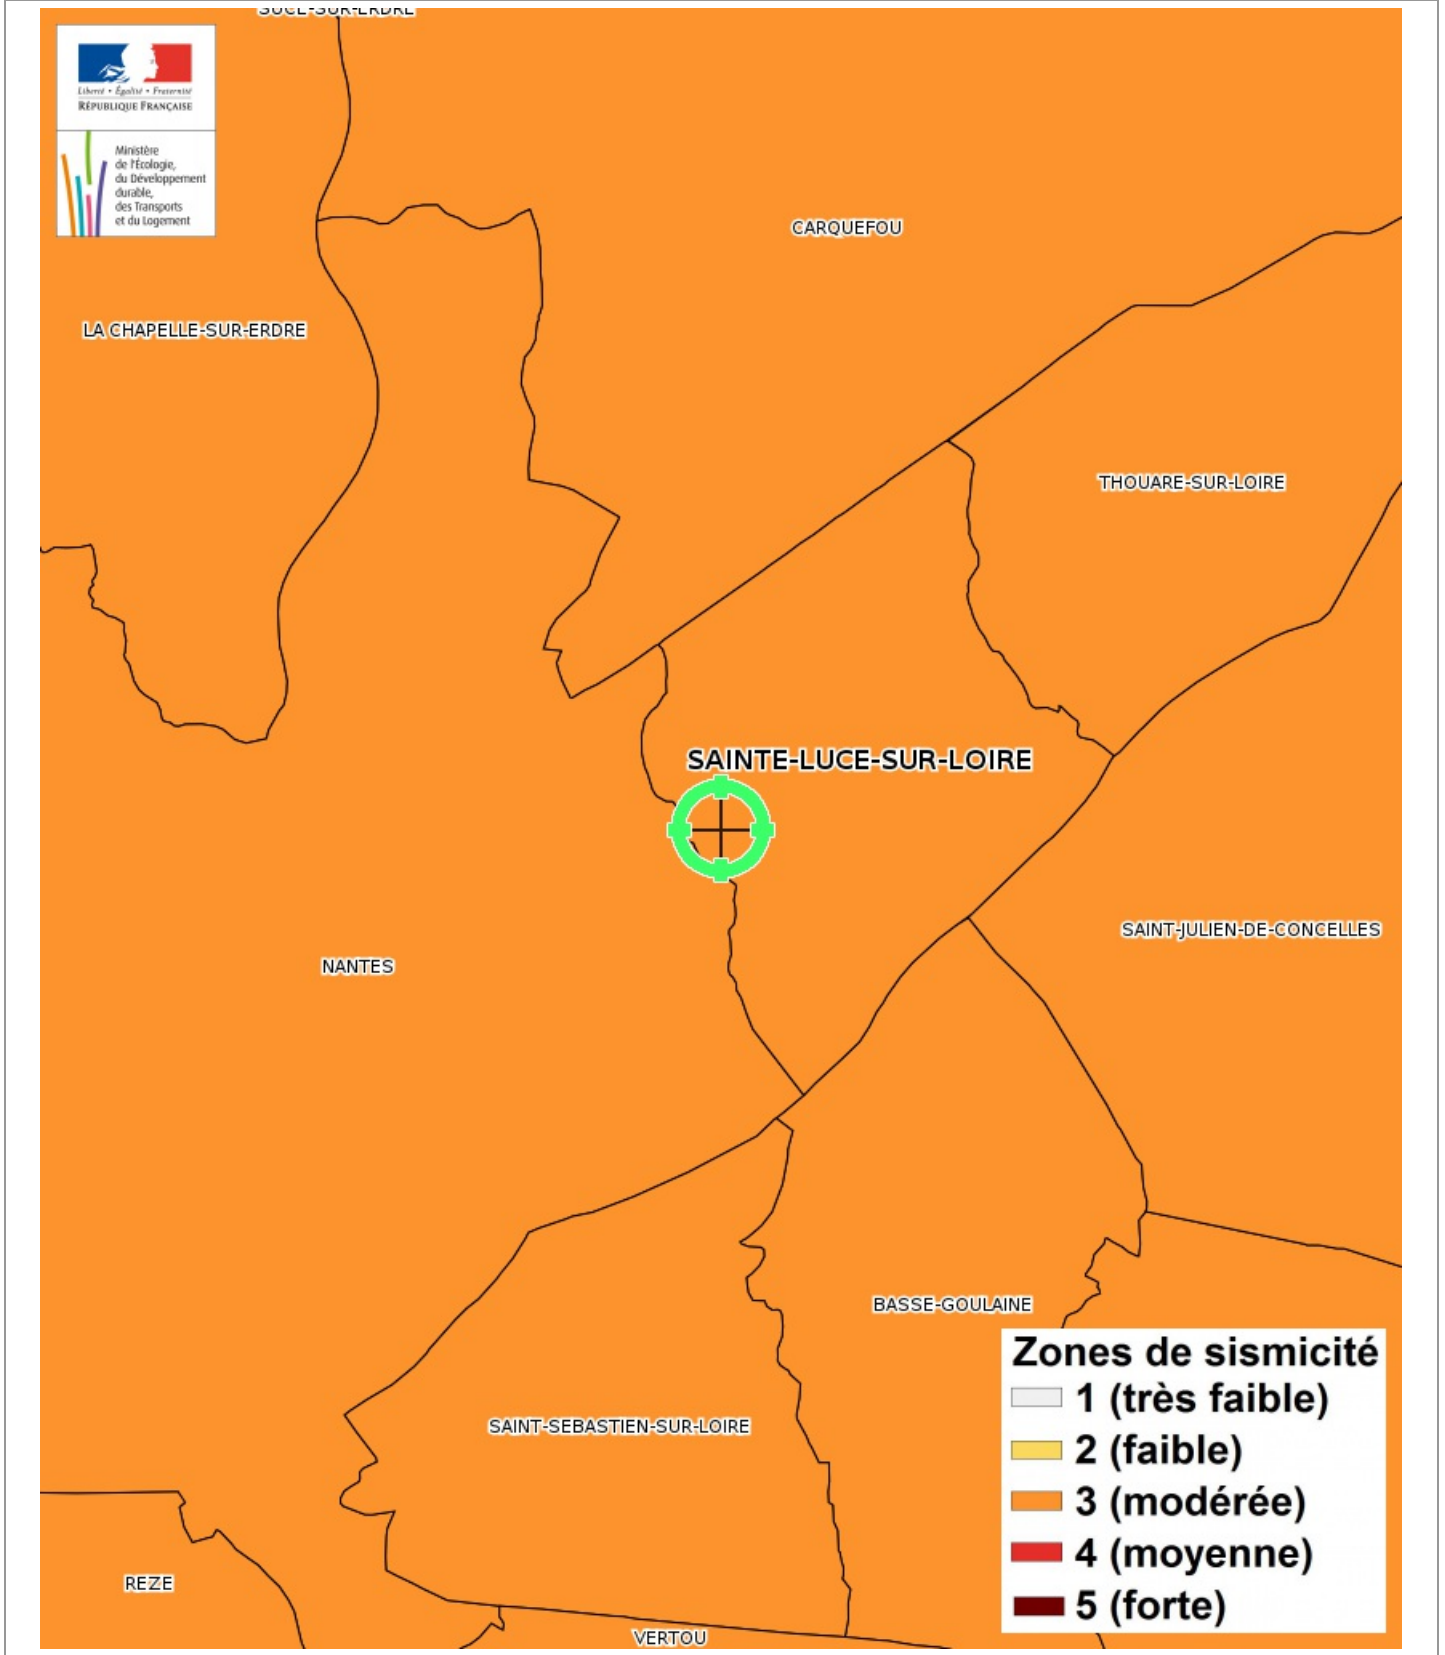 SUCE-SUR-ERDRE
Liberté • Égalité • Fraternité
RÉPUBLIQUE FRANÇAISE
Ministère
de l'Écologie,
du Développement
durable,
des Transports
et du Logement
CARQUEFOU
LA CHAPELLE-SUR-ERDRE
THOUARE-SUR-LOIRE
SAINTE-LUCE-SUR-LOIRE
SAINT-JULIEN-DE-CONCELLES
NANTES
BASSE-GOULAINE
SAINT-SEBASTIEN-SUR-LOIRE
REZE
VERTOU
Zones de sismicité
1 (très faible)
2 (faible)
3 (modérée)
4 (moyenne)
5 (forte)